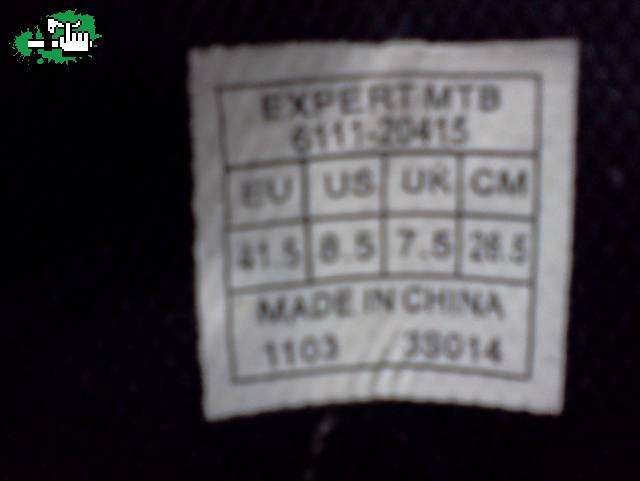 EXPERT MTB
6111-20415
EU US UK CM
41.5 8.5 7.5 26.5
MADE IN CHINA
1103 3S014